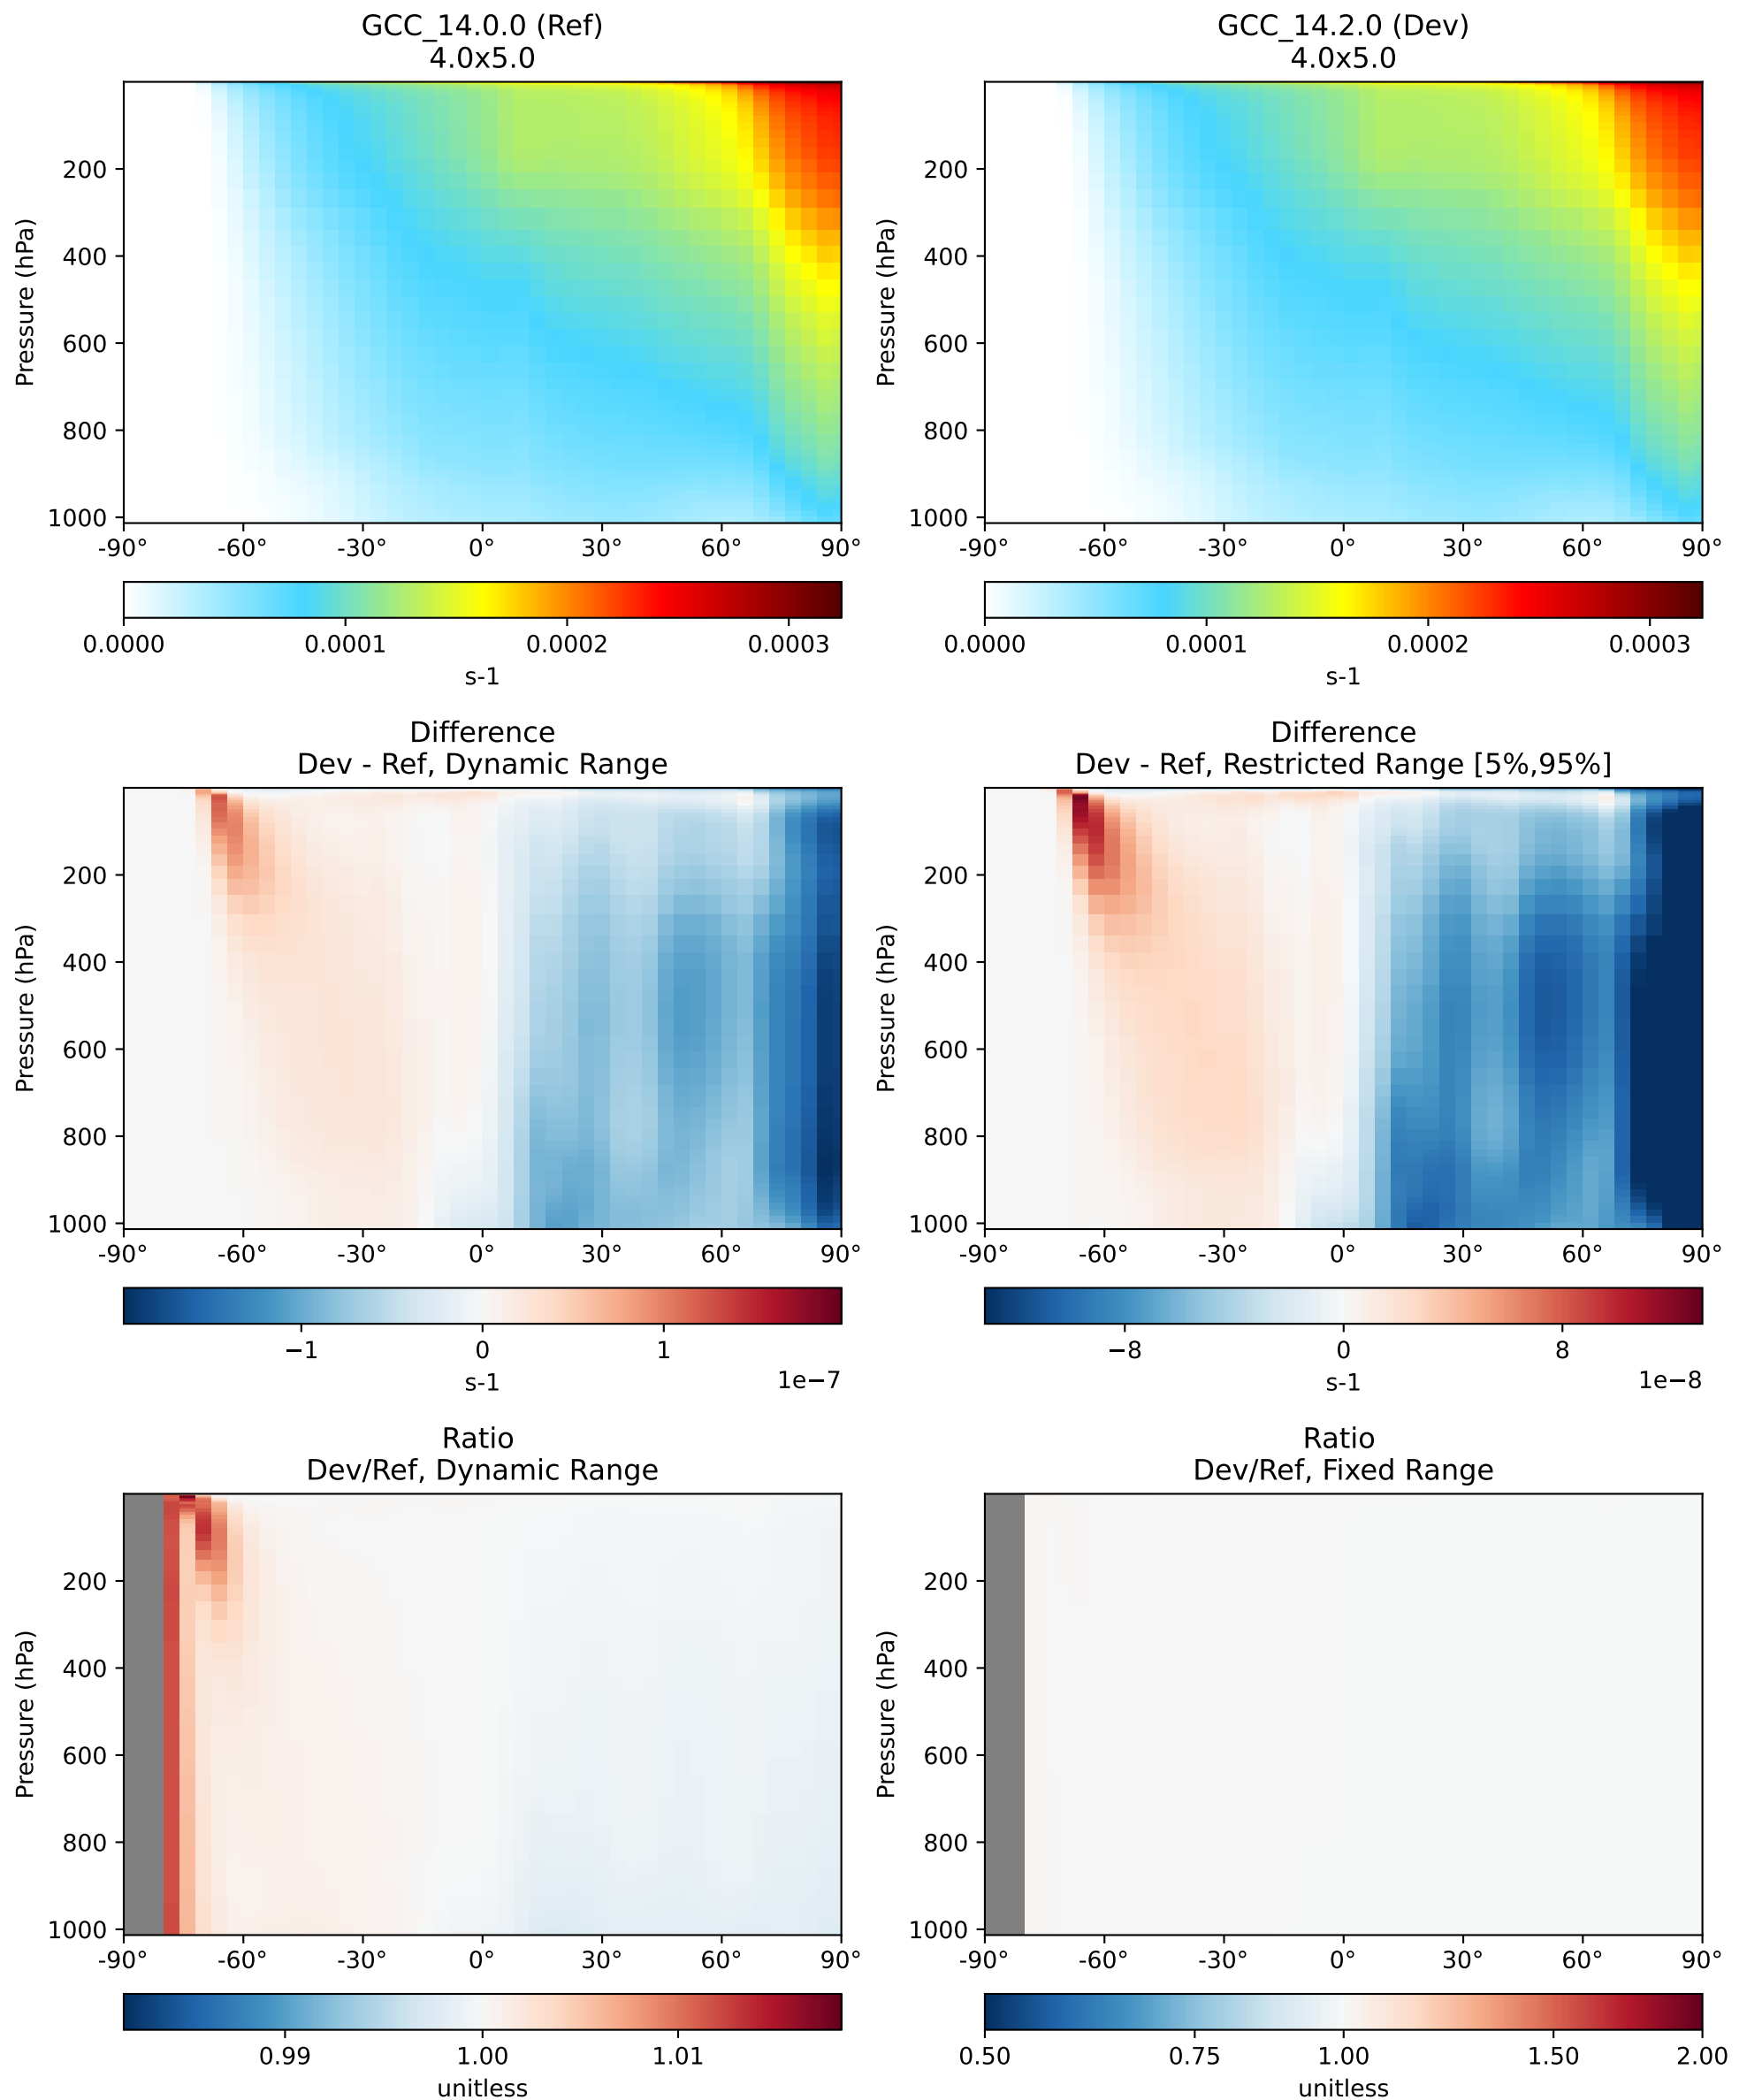 GCC_14.0.0 (Ref)
4.0x5.0
Pressure (hPa)
200
400
600
800
1000
-90° -60° -30° 0° 30° 60° 90°
0.0000 0.0001 0.0002 0.0003
s-1
GCC_14.2.0 (Dev)
4.0x5.0
Pressure (hPa)
200
400
600
800
1000
-90° -60° -30° 0° 30° 60° 90°
0.0000 0.0001 0.0002 0.0003
s-1
Difference
Dev - Ref, Dynamic Range
Pressure (hPa)
200
400
600
800
1000
-90° -60° -30° 0° 30° 60° 90°
−1 0 1
s-1
1e−7
Difference
Dev - Ref, Restricted Range [5%,95%]
Pressure (hPa)
200
400
600
800
1000
-90° -60° -30° 0° 30° 60° 90°
−8 0 8
s-1
1e−8
Ratio
Dev/Ref, Dynamic Range
Pressure (hPa)
200
400
600
800
1000
-90° -60° -30° 0° 30° 60° 90°
0.99 1.00 1.01
unitless
Ratio
Dev/Ref, Fixed Range
Pressure (hPa)
200
400
600
800
1000
-90° -60° -30° 0° 30° 60° 90°
0.50 0.75 1.00 1.50 2.00
unitless